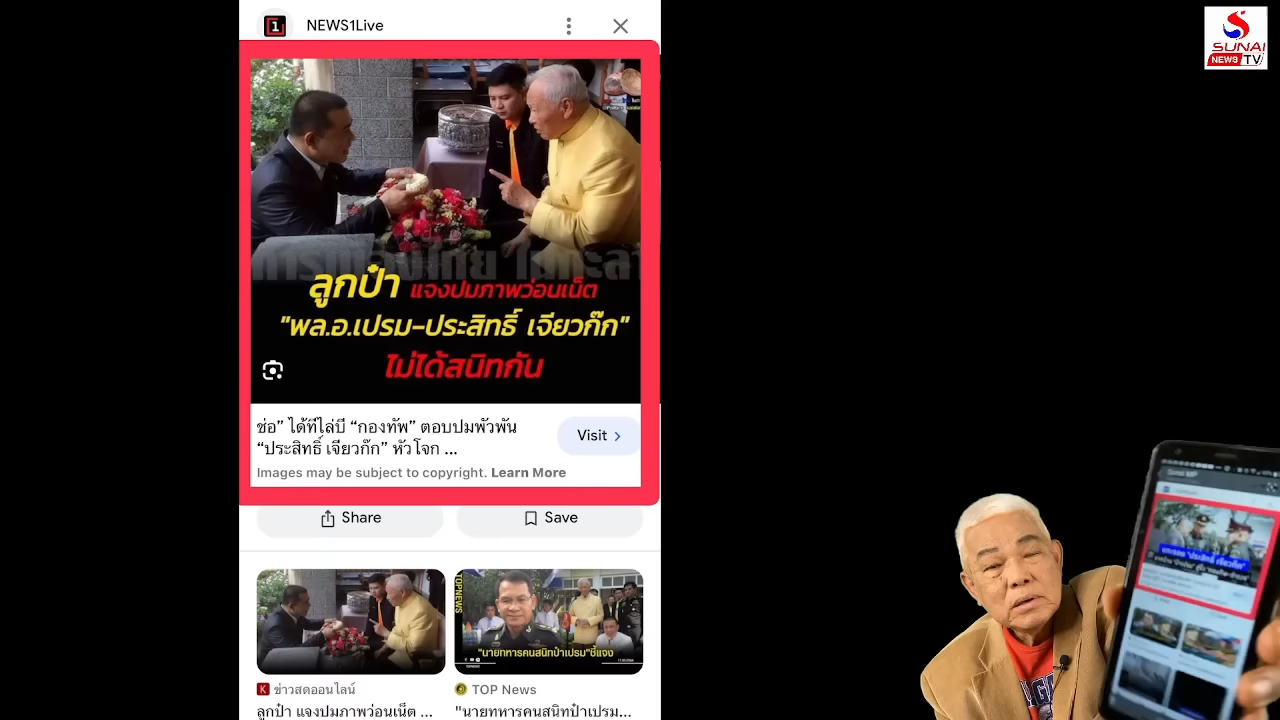 NEWS1Live
SUNAI
NEWS TV
ลูกป๋า แจงปมภาพว่อนเน็ต
"พล.อ.เปรม-ประสิทธิ์ เจียวก๊ก"
ไม่ได้สนิทกัน
ช่อ” ได้ทีไล่บี้ “กองทัพ” ตอบปมพัวพัน
“ประสิทธิ์ เจียวก๊ก” หัวโจก ...
Visit
Images may be subject to copyright. Learn More
Share
Save
TOPNEWS
"นายทหารคนสนิทป๋าเปรม"ชี้แจง
ข่าวสดออนไลน์
TOP News
ลูกป๋า แจงปมภาพว่อนเน็ต ...
"นายทหารคนสนิทป๋าเปรม...